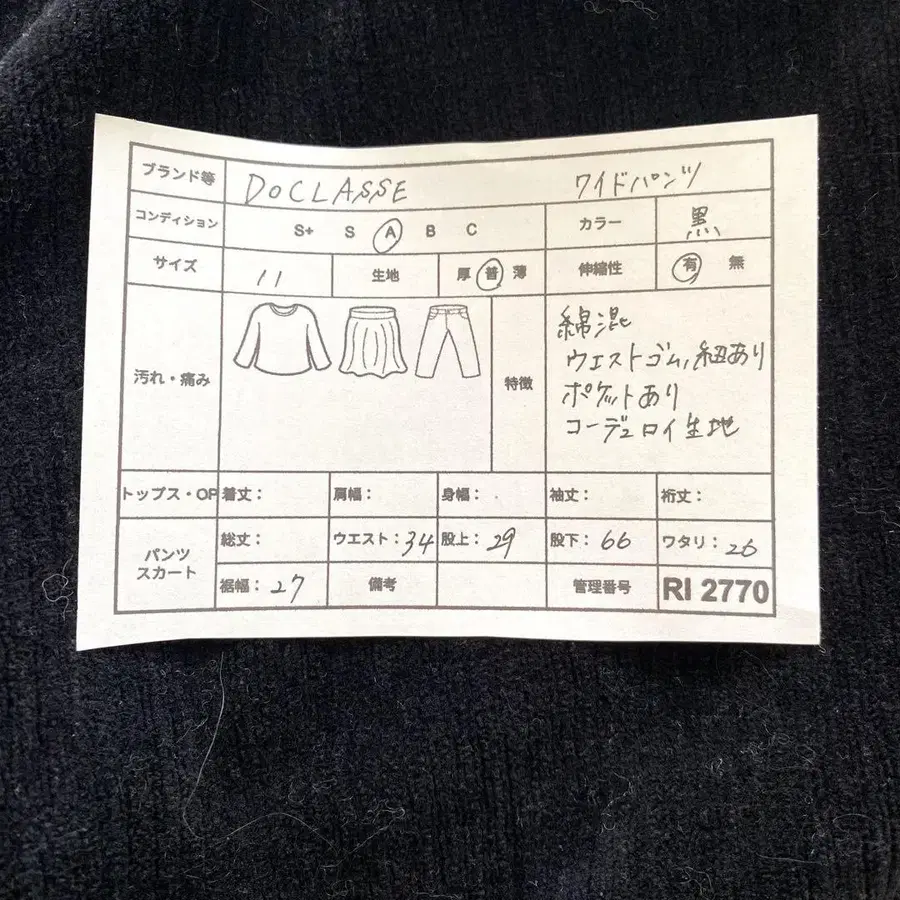 ブランド等 DoCLASSE ワイドパンツ
コンディション S+ S A B C カラー 黒
サイズ 11 生地 厚 普 薄 伸縮性 有 無
汚れ・痛み 特徴
綿混
ウエストゴム,紐あり
ポケットあり
コーデュロイ生地
トップス・OP 着丈: 肩幅: 身幅: 袖丈: 裄丈:
パンツ
スカート
総丈: ウエスト:34 股上:29 股下:66 ワタリ:26
裾幅:27 備考 管理番号 RI 2770